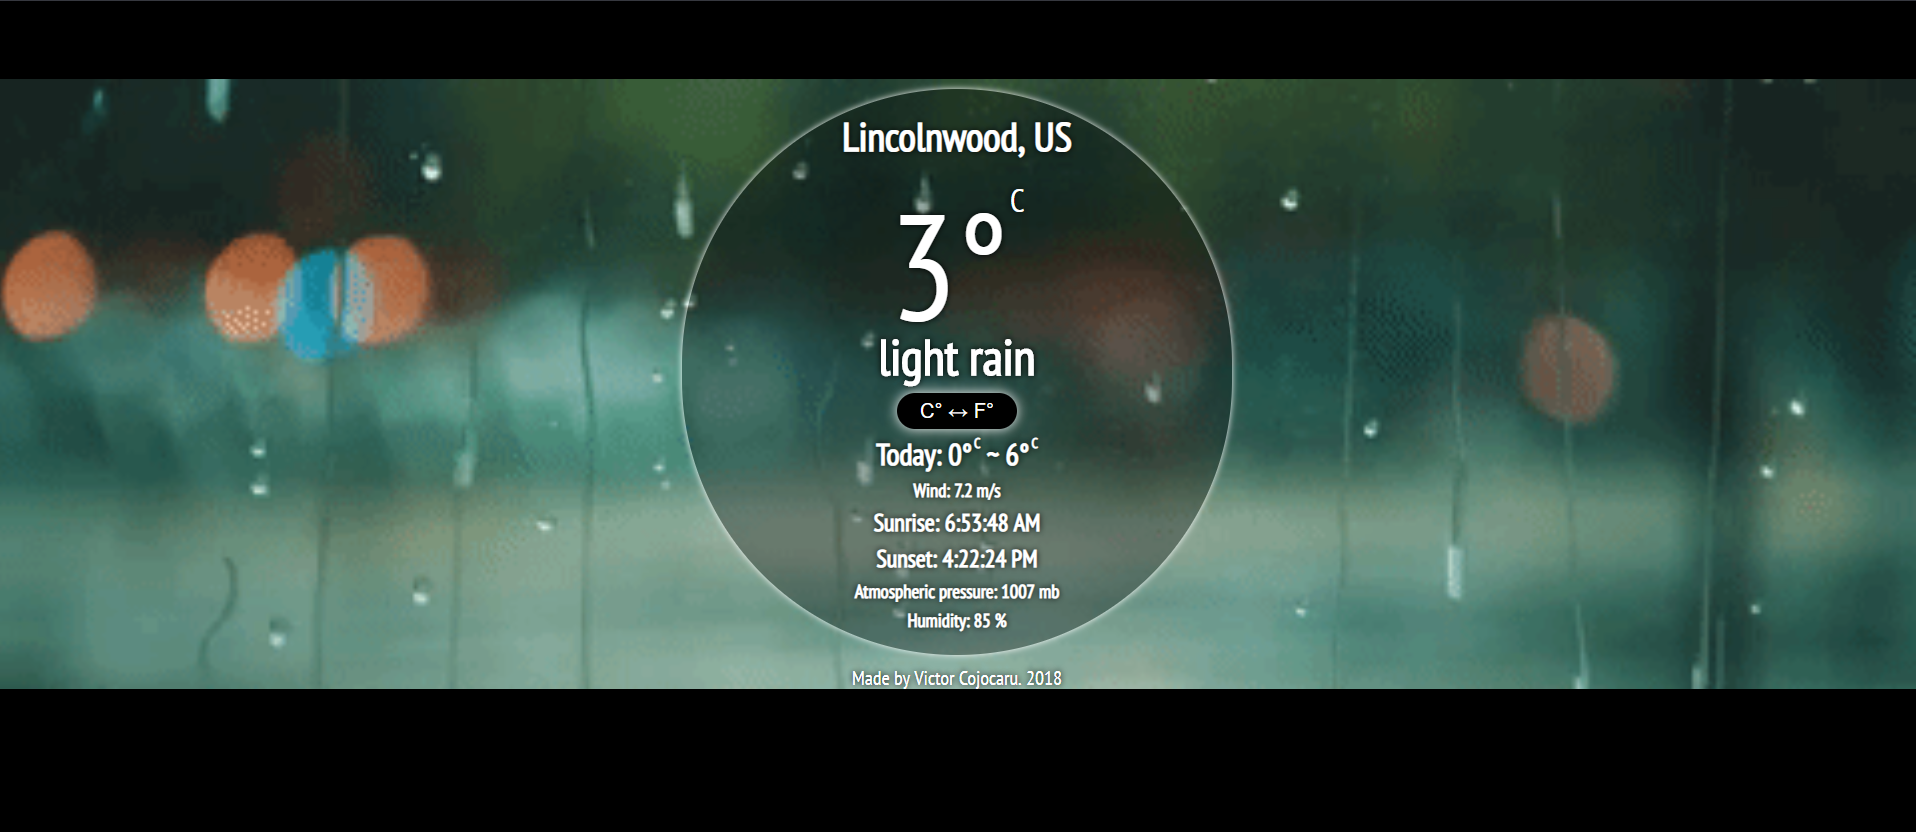 Lincolnwood, US
3° C
light rain
C° ↔ F°
Today: 0° C ~ 6° C
Wind: 7.2 m/s
Sunrise: 6:53:48 AM
Sunset: 4:22:24 PM
Atmospheric pressure: 1007 mb
Humidity: 85 %
Made by Victor Cojocaru. 2018